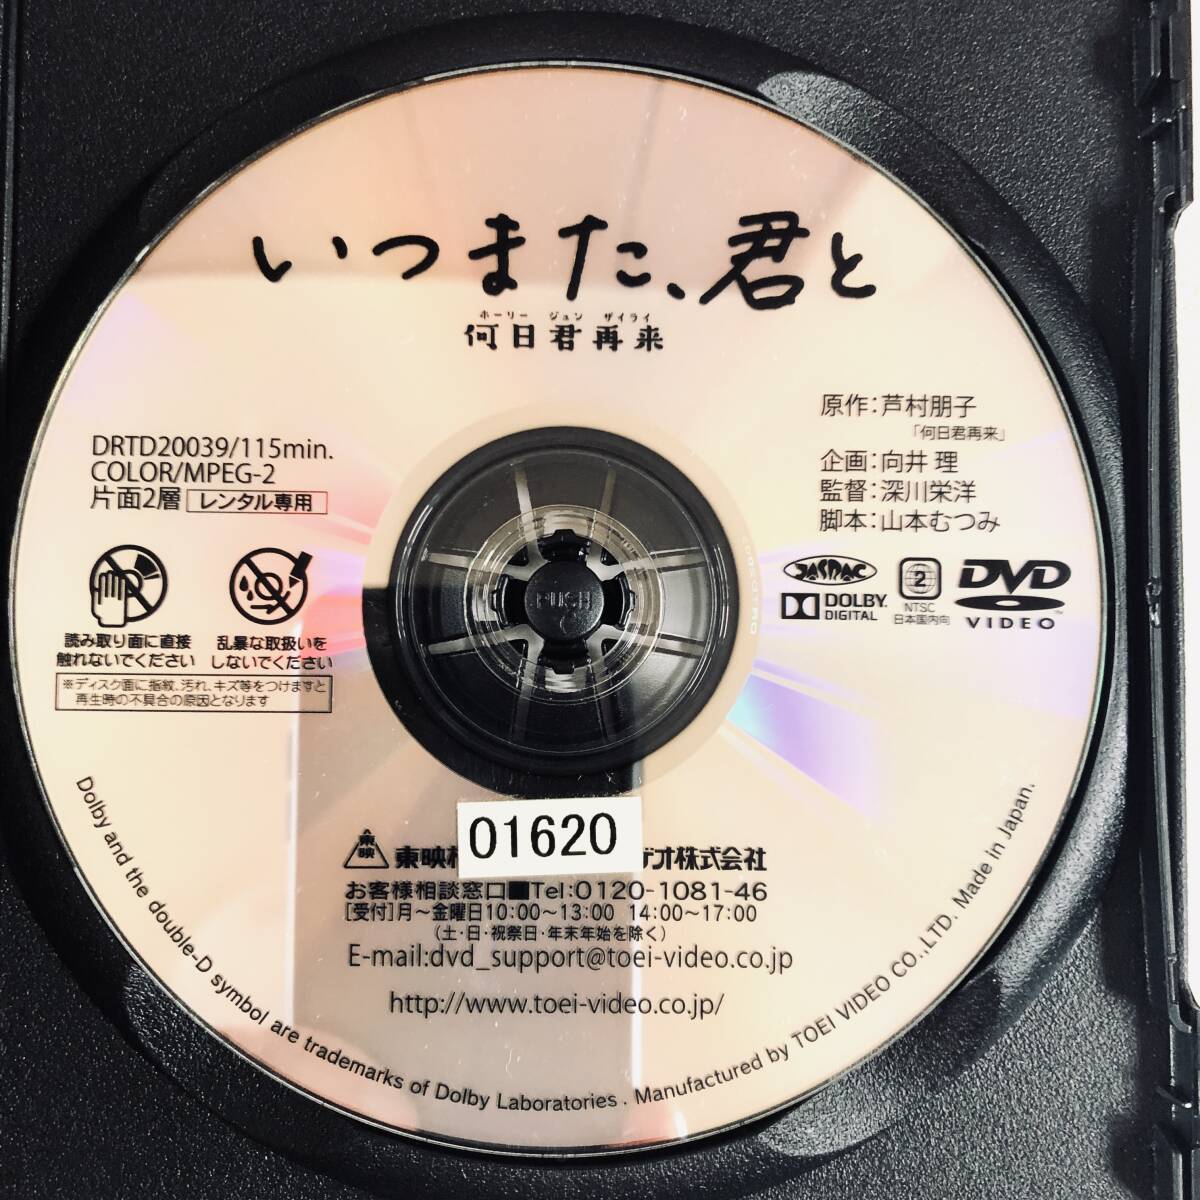 いつまた、君と
ホーリー ジュン ザイライ
何日君再来
DRTD20039/115min.
COLOR/MPEG-2
片面2層 レンタル専用
原作:芦村朋子
「何日君再来」
企画:向井 理
監督:深川栄洋
脚本:山本むつみ
読み取り面に直接
触れないでください
乱暴な取扱いを
しないでください
※ディスク面に指紋、汚れ、キズ等をつけますと
再生時の不具合の原因となります
JASRAC
DOLBY
DIGITAL
2
NTSC
日本国内向
DVD
VIDEO
PUSH
01620
東映
東映 デオ株式会社
お客様相談窓口■Tel:0120-1081-46
[受付]月~金曜日10:00~13:00 14:00~17:00
(土・日・祝祭日・年末年始を除く)
E-mail:dvd_support@toei-video.co.jp
http://www.toei-video.co.jp/
Dolby and the double-D symbol are trademarks of Dolby Laboratories . Manufactured by TOEI VIDEO CO.,LTD. Made in Japan.